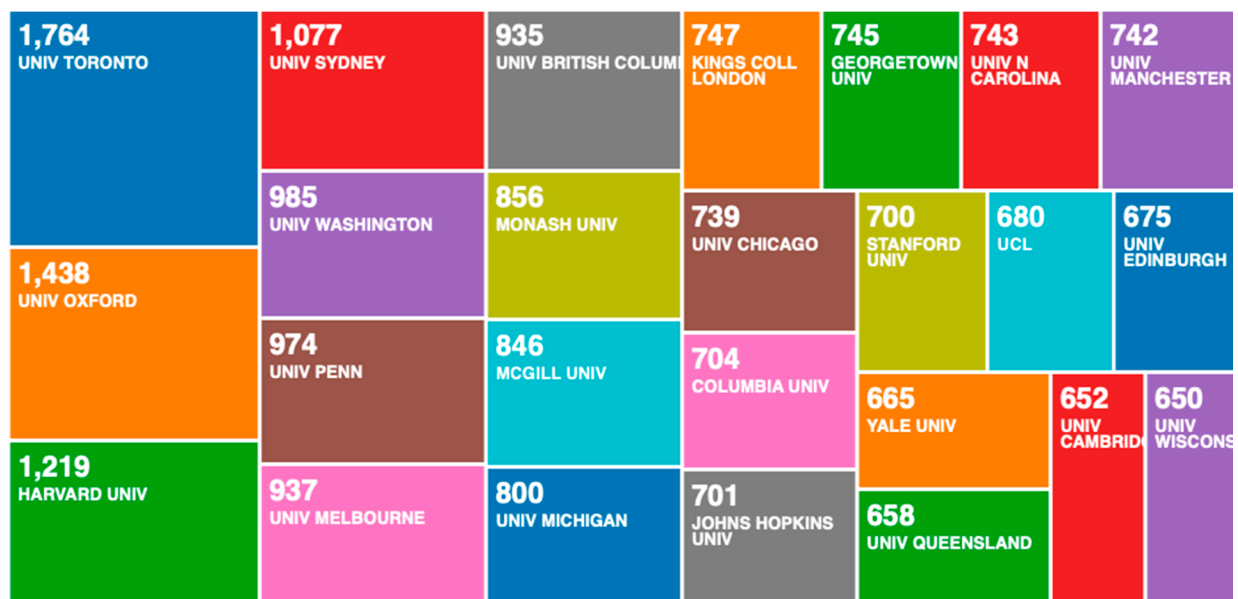 1,764
UNIV TORONTO
1,438
UNIV OXFORD
1,219
HARVARD UNIV
1,077
UNIV SYDNEY
985
UNIV WASHINGTON
974
UNIV PENN
937
UNIV MELBOURNE
935
UNIV BRITISH COLUM
856
MONASH UNIV
846
MCGILL UNIV
800
UNIV MICHIGAN
747
KINGS COLL
LONDON
745
GEORGETOWN
UNIV
743
UNIV N
CAROLINA
742
UNIV
MANCHESTER
739
UNIV CHICAGO
704
COLUMBIA UNIV
701
JOHNS HOPKINS
UNIV
700
STANFORD
UNIV
680
UCL
675
UNIV
EDINBURGH
665
YALE UNIV
658
UNIV QUEENSLAND
652
UNIV
CAMBRID
650
UNIV
WISCONS